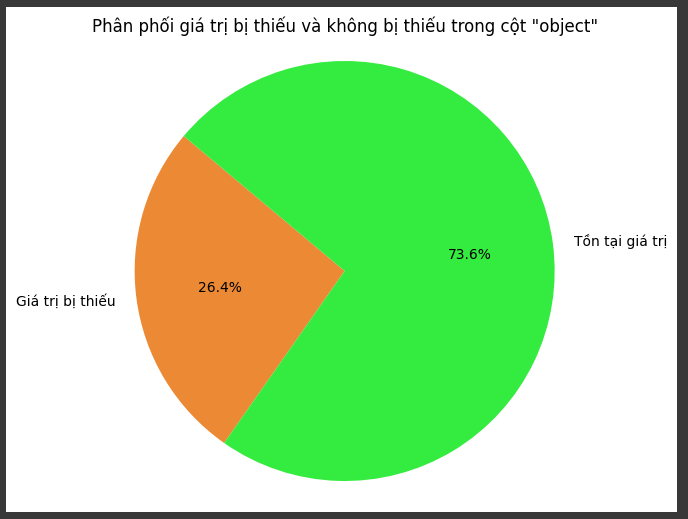 Phân phối giá trị bị thiếu và không bị thiếu trong cột "object"
Tồn tại giá trị
73.6%
26.4%
Giá trị bị thiếu